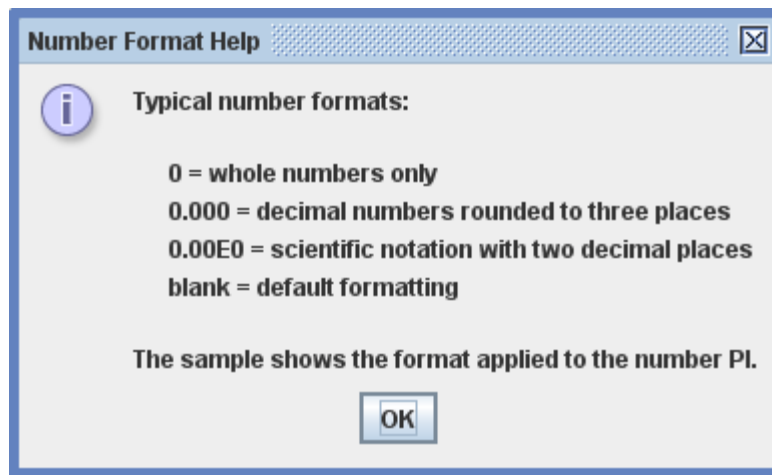 Number Format Help
Typical number formats:
0 = whole numbers only
0.000 = decimal numbers rounded to three places
0.00E0 = scientific notation with two decimal places
blank = default formatting
The sample shows the format applied to the number PI.
OK